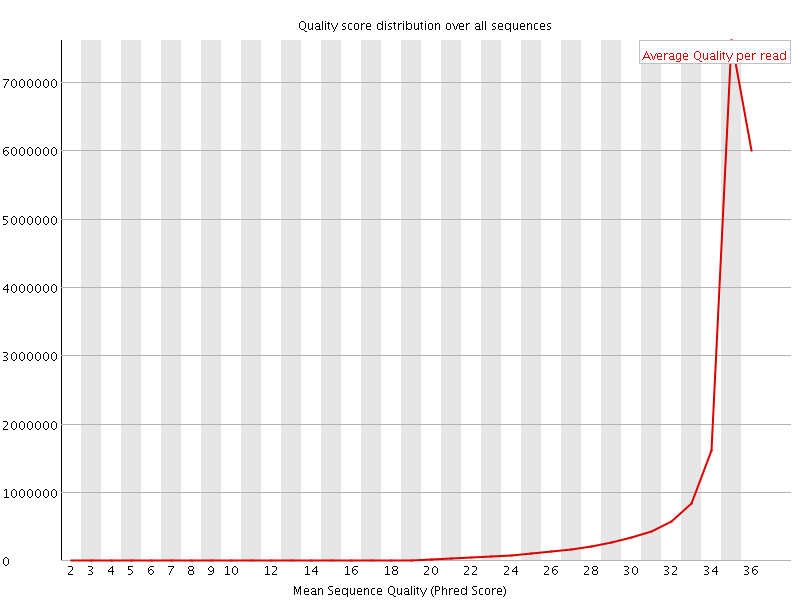 Quality score distribution over all sequences
Average Quality per read
7000000
6000000
5000000
4000000
3000000
2000000
1000000
0
2 3 4 5 6 7 8 9 10 12 14 16 18 20 22 24 26 28 30 32 34 36
Mean Sequence Quality (Phred Score)